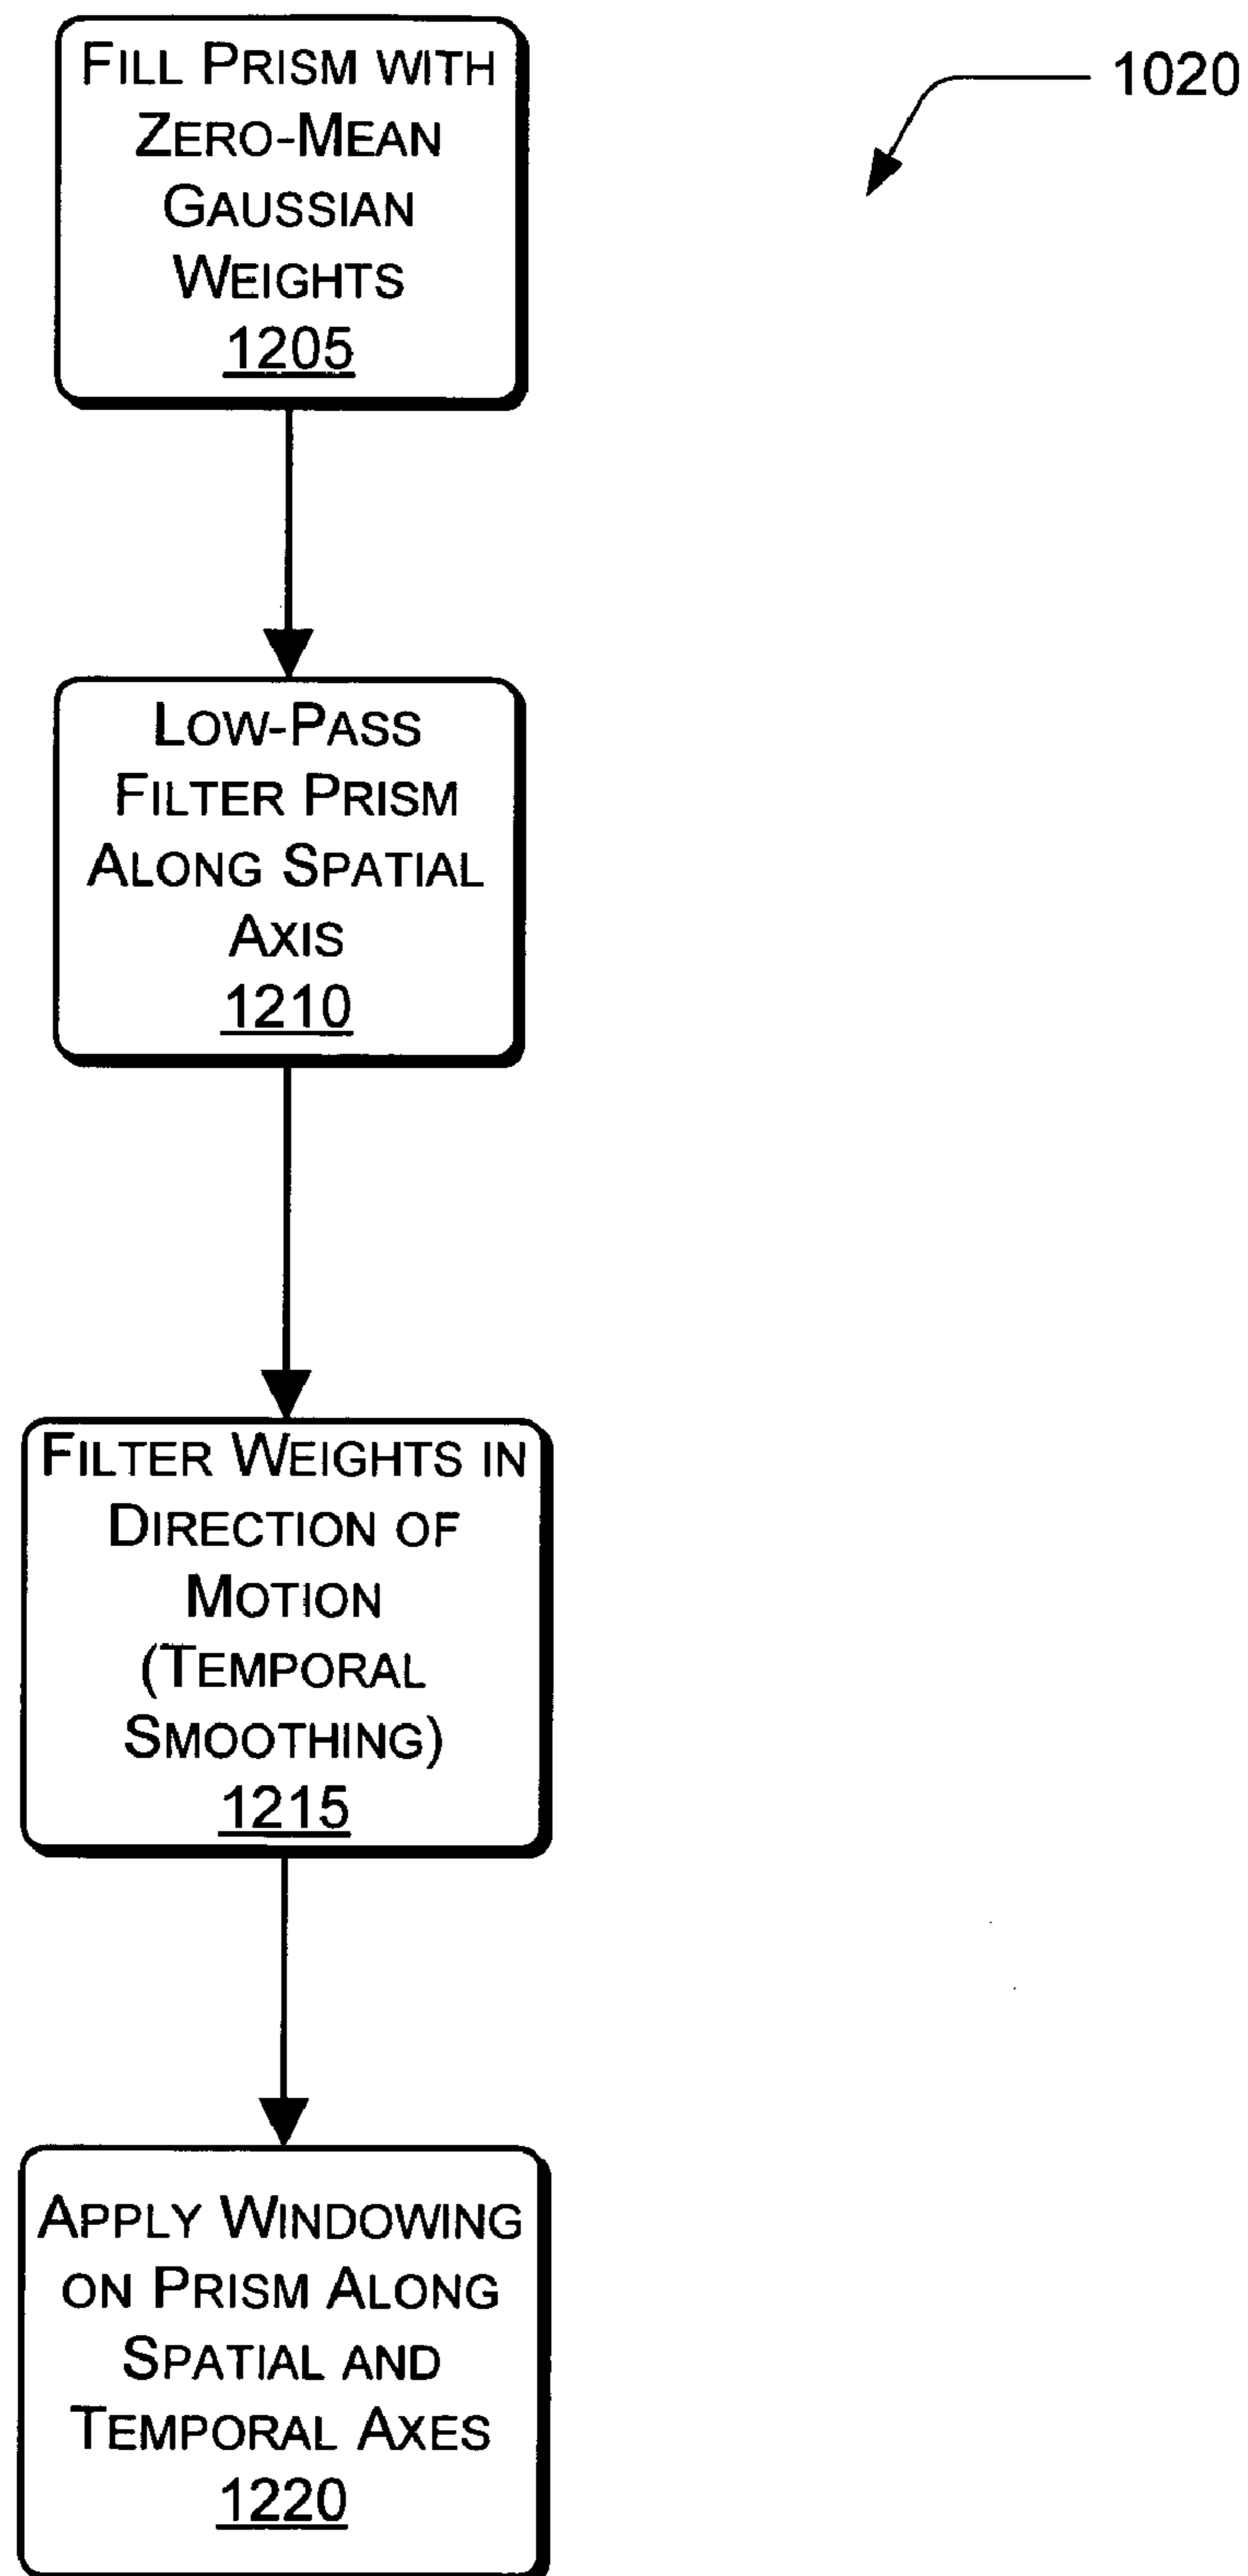 FILL PRISM WITH
ZERO-MEAN
GAUSSIAN
WEIGHTS
1205
1020
LOW-PASS
FILTER PRISM
ALONG SPATIAL
AXIS
1210
FILTER WEIGHTS IN
DIRECTION OF
MOTION
(TEMPORAL
SMOOTHING)
1215
APPLY WINDOWING
ON PRISM ALONG
SPATIAL AND
TEMPORAL AXES
1220